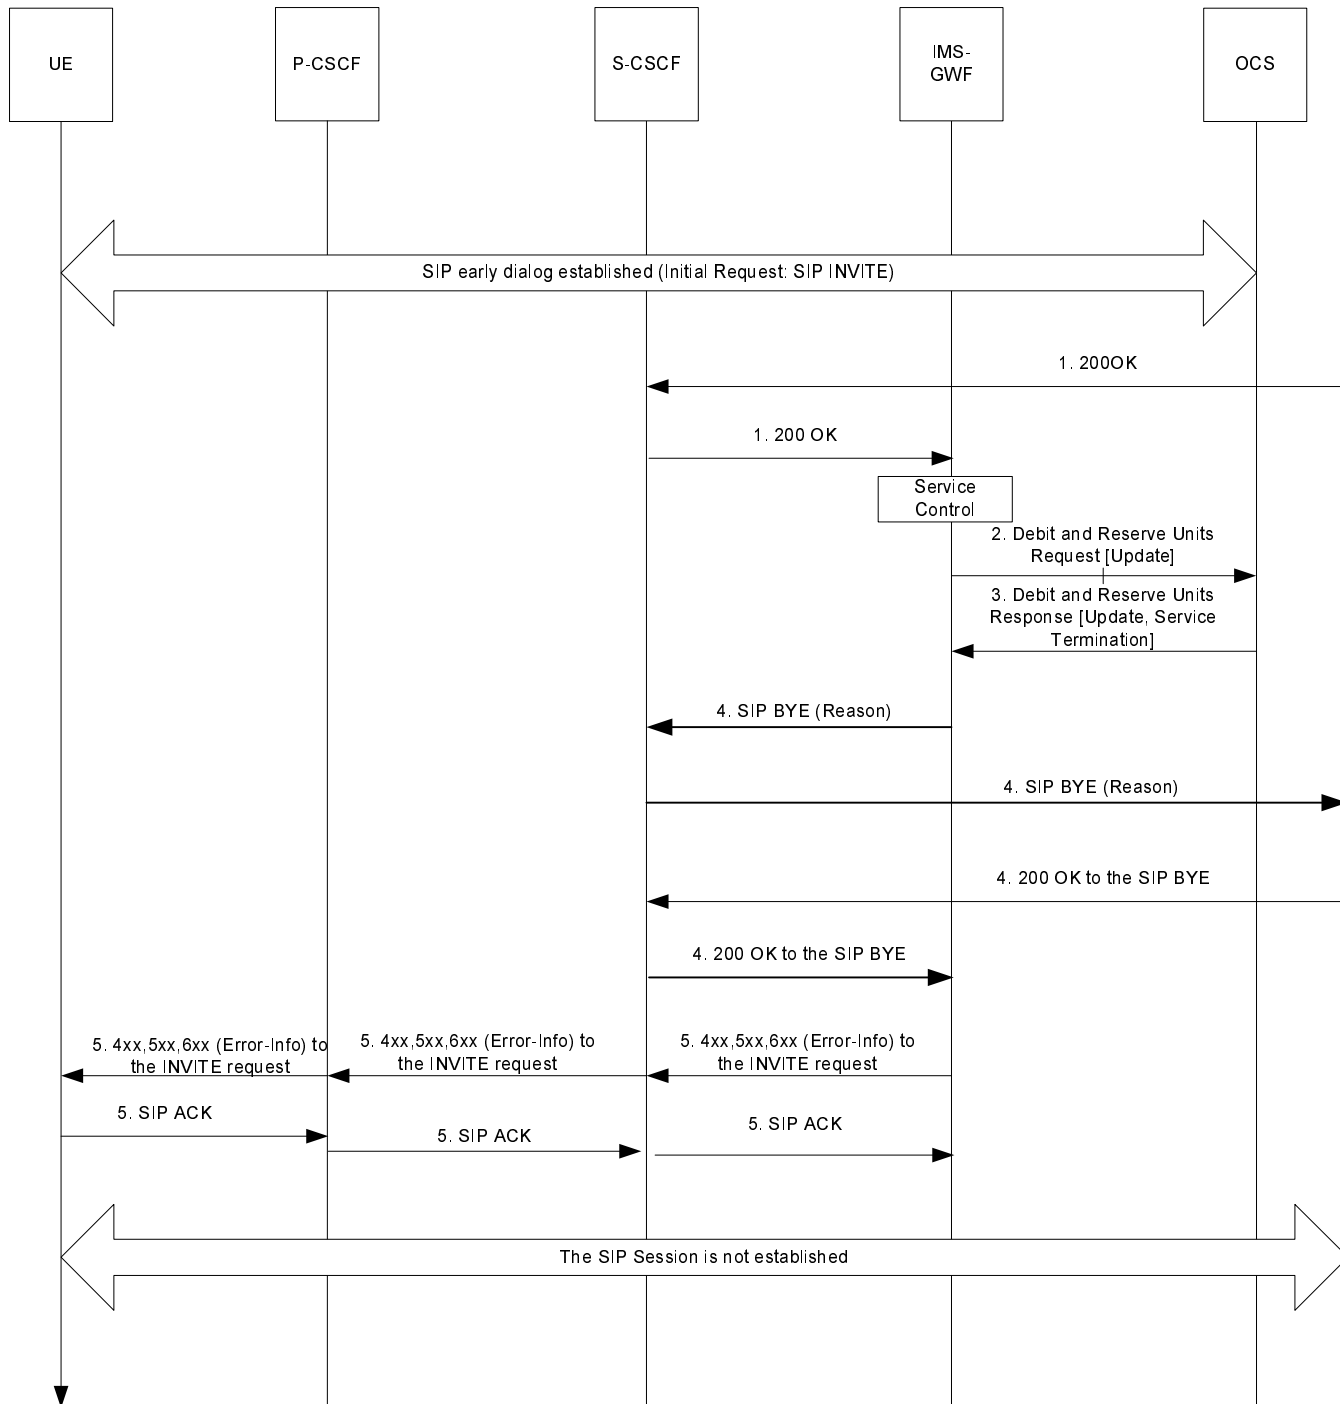 UE
P-CSCF
S-CSCF
IMS-
GWF
OCS
SIP early dialog established (Initial Request: SIP INVITE)
1. 200OK
1. 200 OK
Service
Control
2. Debit and Reserve Units
Request [Update]
3. Debit and Reserve Units
Response [Update, Service
Termination]
4. SIP BYE (Reason)
4. SIP BYE (Reason)
4. 200 OK to the SIP BYE
4. 200 OK to the SIP BYE
5. 4xx,5xx,6xx (Error-Info) to
the INVITE request
5. 4xx,5xx,6xx (Error-Info) to
the INVITE request
5. 4xx,5xx,6xx (Error-Info) to
the INVITE request
5. SIP ACK
5. SIP ACK
5. SIP ACK
The SIP Session is not established